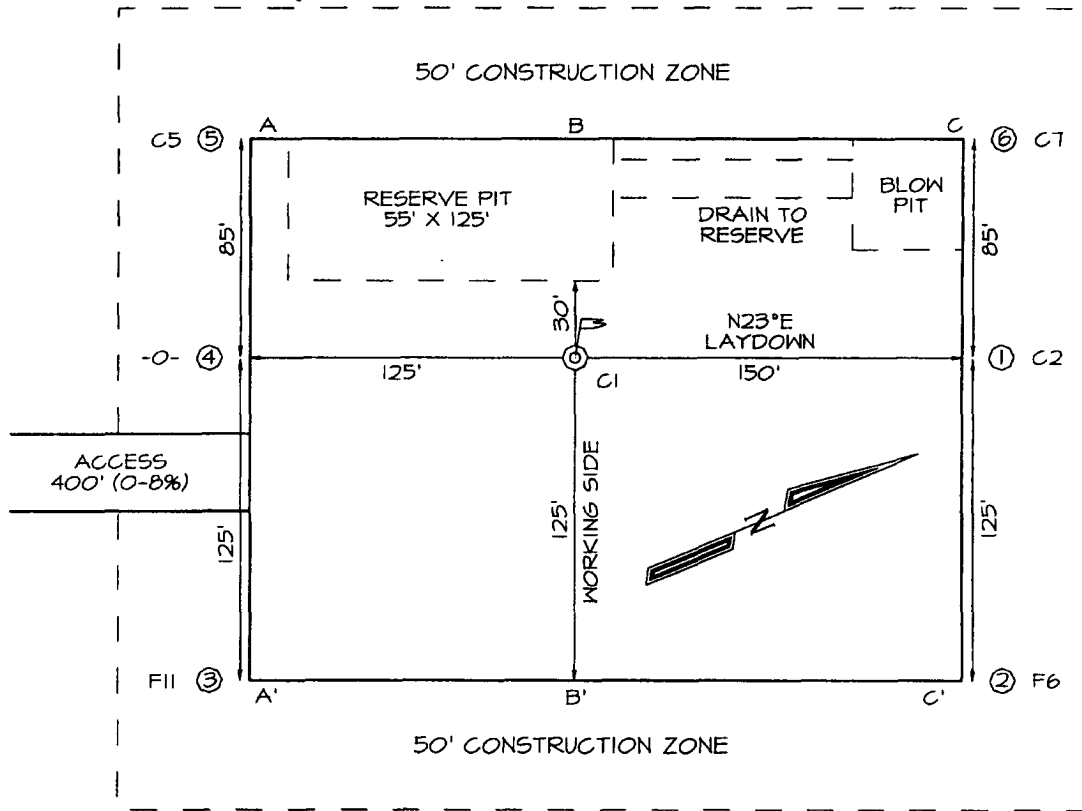 50' CONSTRUCTION ZONE
A
B
C
C5 ⑤
⑥ C7
RESERVE PIT
55' X 125'
BLOW
PIT
DRAIN TO
RESERVE
85'
85'
30'
N23°E
LAYDOWN
-0- ④
① C2
125'
C1
150'
ACCESS
400' (0-8%)
125'
125'
WORKING SIDE
125'
N
F11 ③
② F6
A'
B'
C'
50' CONSTRUCTION ZONE